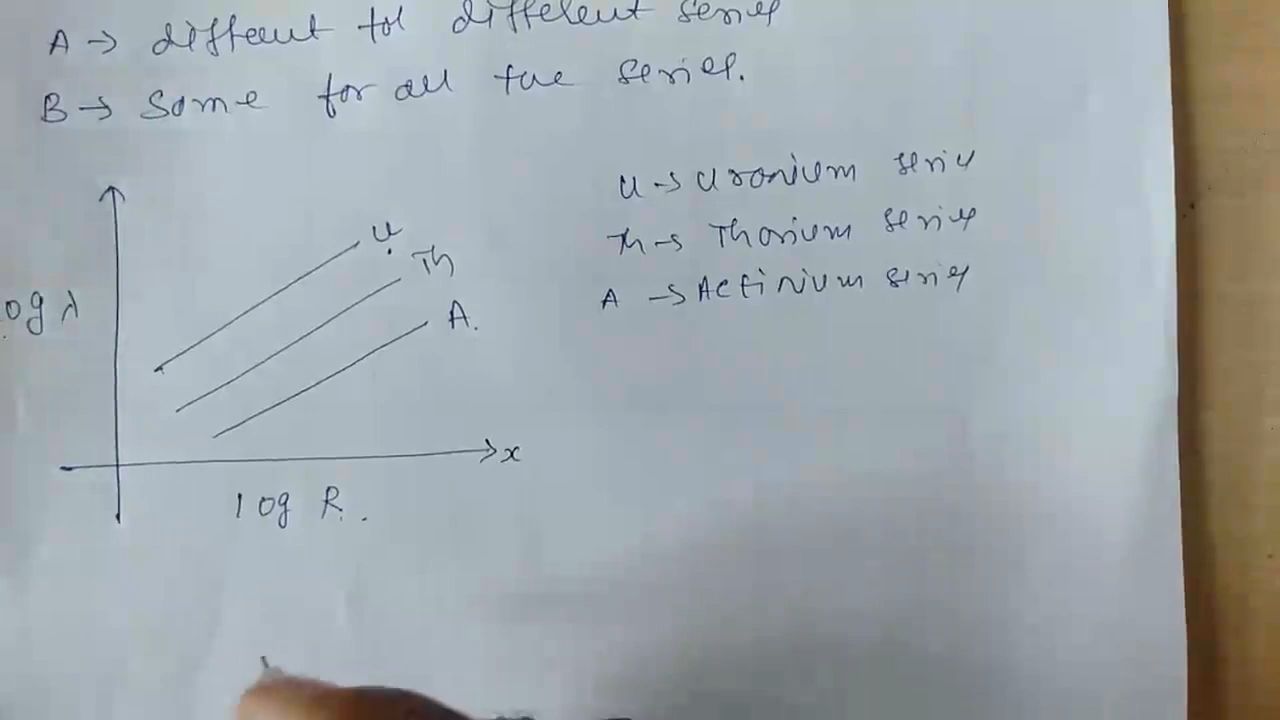 A → different for different series
B → Same for all the series.
U → Uranium series
Th → Thorium series
A → Actinium series
U
Th
A.
log λ
x
log R.